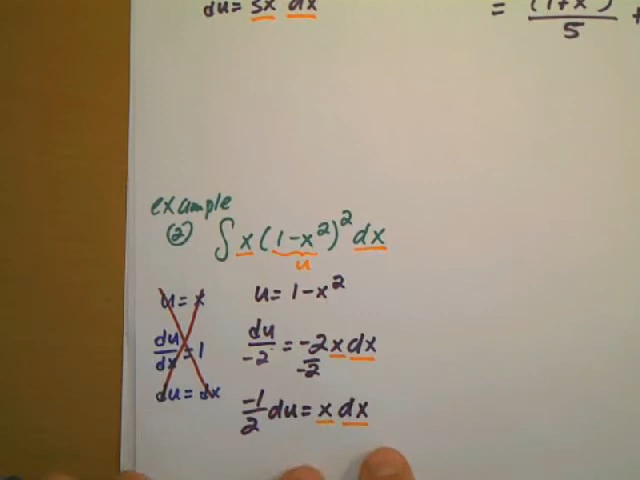 du = 3x dx
= (1+x )
5
+
example
② ∫ x (1-x²)² dx
u
u = x
du/dx = 1
du = dx
u = 1-x²
du/-2 = -2x dx/-2
-1/2 du = x dx